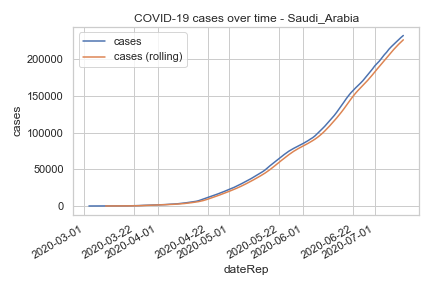 COVID-19 cases over time - Saudi_Arabia
cases
cases (rolling)
cases
200000
150000
100000
50000
0
2020-03-01
2020-03-22
2020-04-01
2020-04-22
2020-05-01
2020-05-22
2020-06-01
2020-06-22
2020-07-01
dateRep